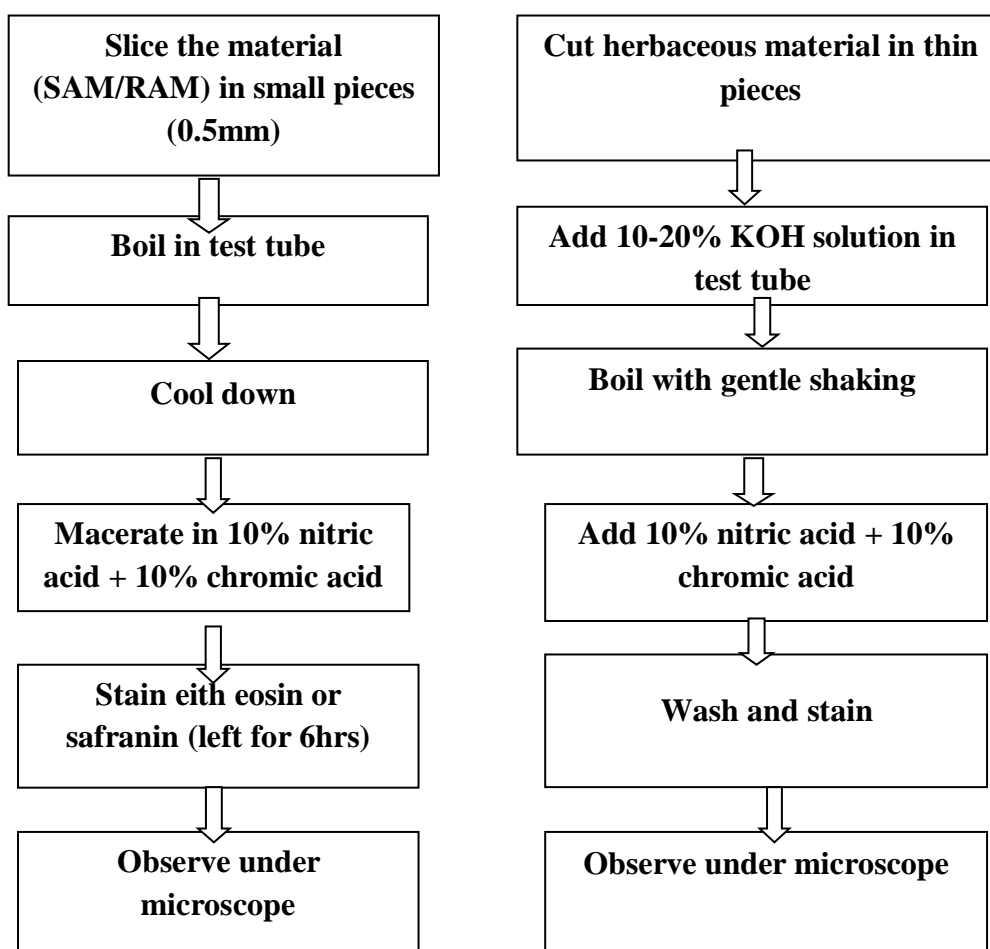 Slice the material
(SAM/RAM) in small pieces
(0.5mm)
Boil in test tube
Cool down
Macerate in 10% nitric
acid + 10% chromic acid
Stain eith eosin or
safranin (left for 6hrs)
Observe under
microscope
Cut herbaceous material in thin
pieces
Add 10-20% KOH solution in
test tube
Boil with gentle shaking
Add 10% nitric acid + 10%
chromic acid
Wash and stain
Observe under microscope